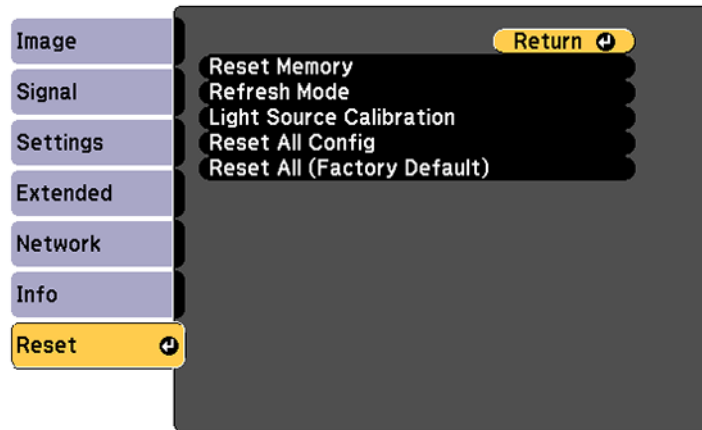 Image
Signal
Settings
Extended
Network
Info
Reset
Return
Reset Memory
Refresh Mode
Light Source Calibration
Reset All Config
Reset All (Factory Default)